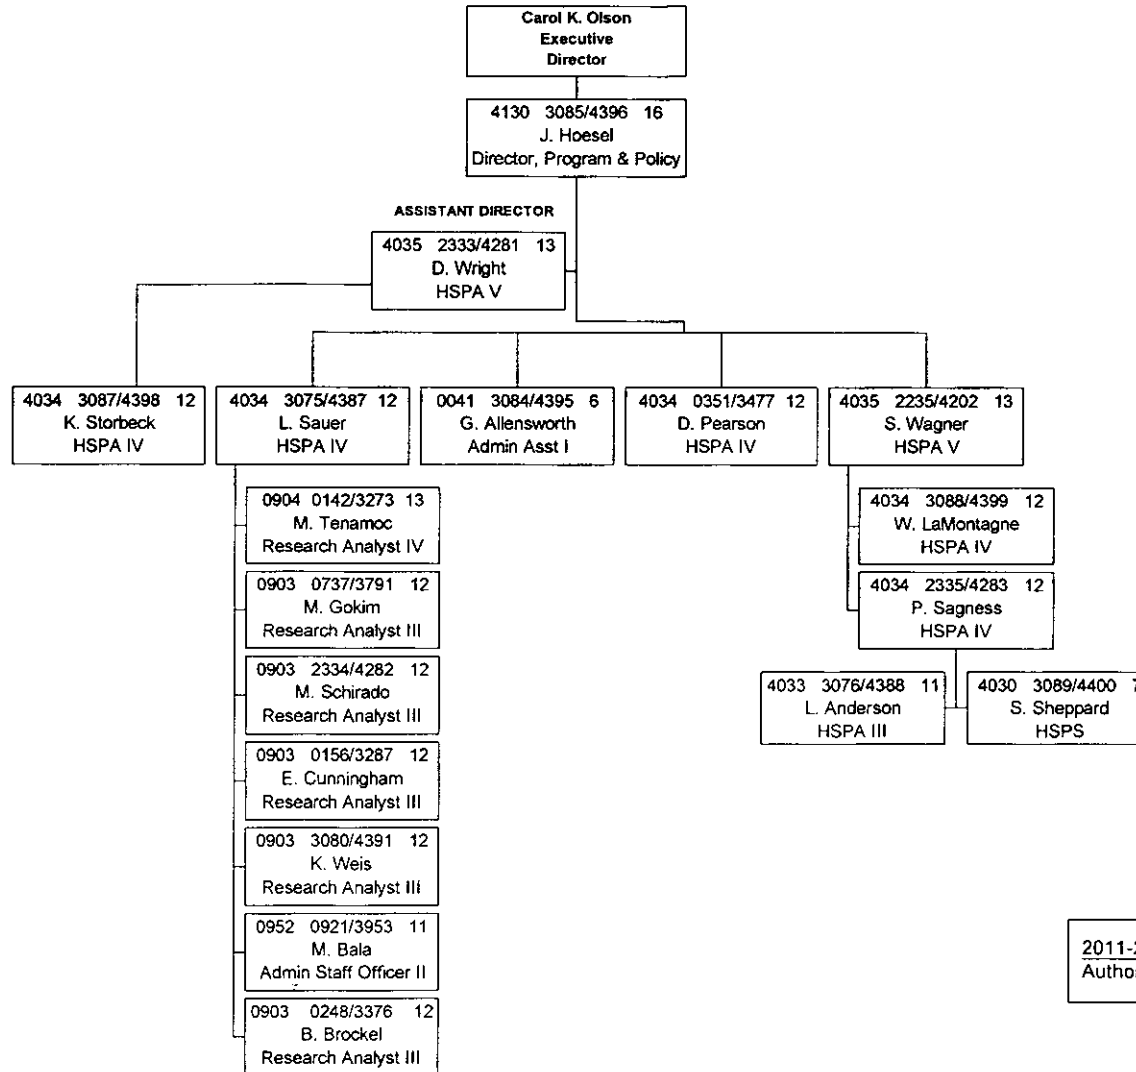 Carol K. Olson
Executive
Director
4130 3085/4396 16
J. Hoesel
Director, Program & Policy
ASSISTANT DIRECTOR
4035 2333/4281 13
D. Wright
HSPA V
4034 3087/4398 12
K. Storbeck
HSPA IV
4034 3075/4387 12
L. Sauer
HSPA IV
0041 3084/4395 6
G. Allensworth
Admin Asst I
4034 0351/3477 12
D. Pearson
HSPA IV
4035 2235/4202 13
S. Wagner
HSPA V
0904 0142/3273 13
M. Tenamoc
Research Analyst IV
0903 0737/3791 12
M. Gokim
Research Analyst III
0903 2334/4282 12
M. Schirado
Research Analyst III
0903 0156/3287 12
E. Cunningham
Research Analyst III
0903 3080/4391 12
K. Weis
Research Analyst III
0952 0921/3953 11
M. Bala
Admin Staff Officer II
0903 0248/3376 12
B. Brockel
Research Analyst III
4034 3088/4399 12
W. LaMontagne
HSPA IV
4034 2335/4283 12
P. Sagness
HSPA IV
4033 3076/4388 11
L. Anderson
HSPA III
4030 3089/4400 7
S. Sheppard
HSPS
2011-